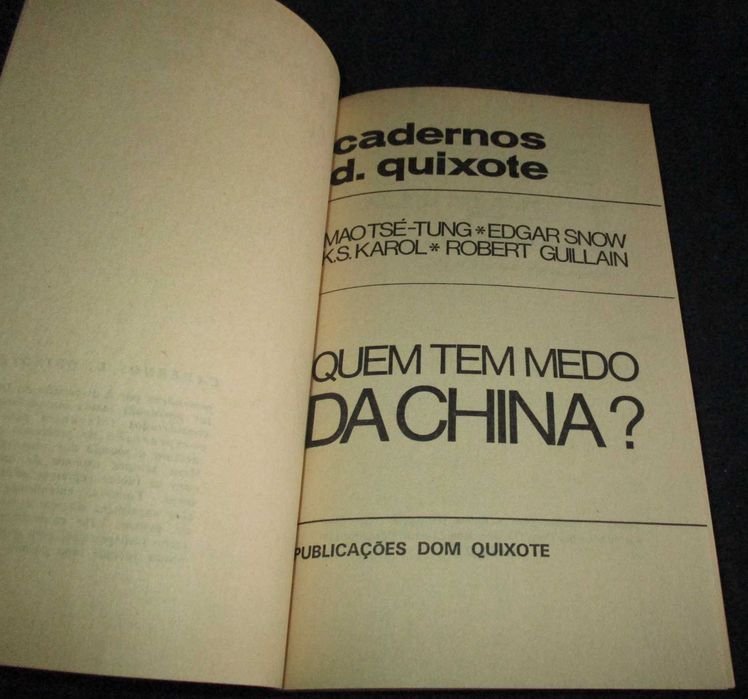 cadernos
d. quixote
MAO TSÉ-TUNG * EDGAR SNOW
K.S. KAROL * ROBERT GUILLAIN
QUEM TEM MEDO
DA CHINA?
PUBLICAÇÕES DOM QUIXOTE